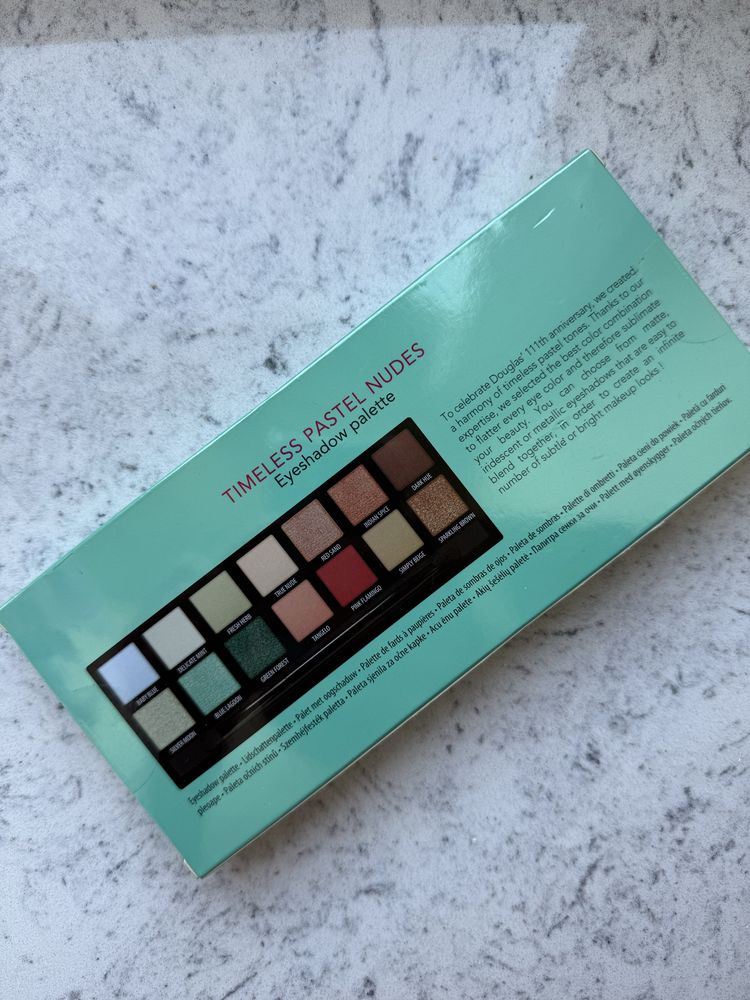 TIMELESS PASTEL NUDES
Eyeshadow palette
BABY BLUE
DELICATE MINT
FRESH HERB
TRUE NUDE
RED SAND
INDIAN SPICE
DARK HUE
SILVER MOON
BLUE LAGOON
GREEN FOREST
TANGELO
PINK FLAMINGO
SIMPLY BEIGE
SPARKLING BROWN
To celebrate Douglas' 111th anniversary, we created
a harmony of timeless pastel tones. Thanks to our
expertise, we selected the best color combination
to flatter every eye color and therefore sublimate
your beauty. You can choose from matte,
iridescent or metallic eyeshadows that are easy to
blend together, in order to create an infinite
number of subtle or bright makeup looks !
Eyeshadow palette • Lidschattenpalette • Palet met oogschaduw • Palette de fards à paupières • Paleta de sombras de ojos • Paleta de sombras • Palette di ombretti • Paleta cieni do powiek • Paletă cu farduri
pleoape • Paleta očních stínů • Szemhéjfesték paletta • Paleta sjenila za očne kapke • Acu ēnu palete • Akių šešėlių paletė • Палитра сенки за очи • Palett med øyenskygger • Paleta očných tieňov.